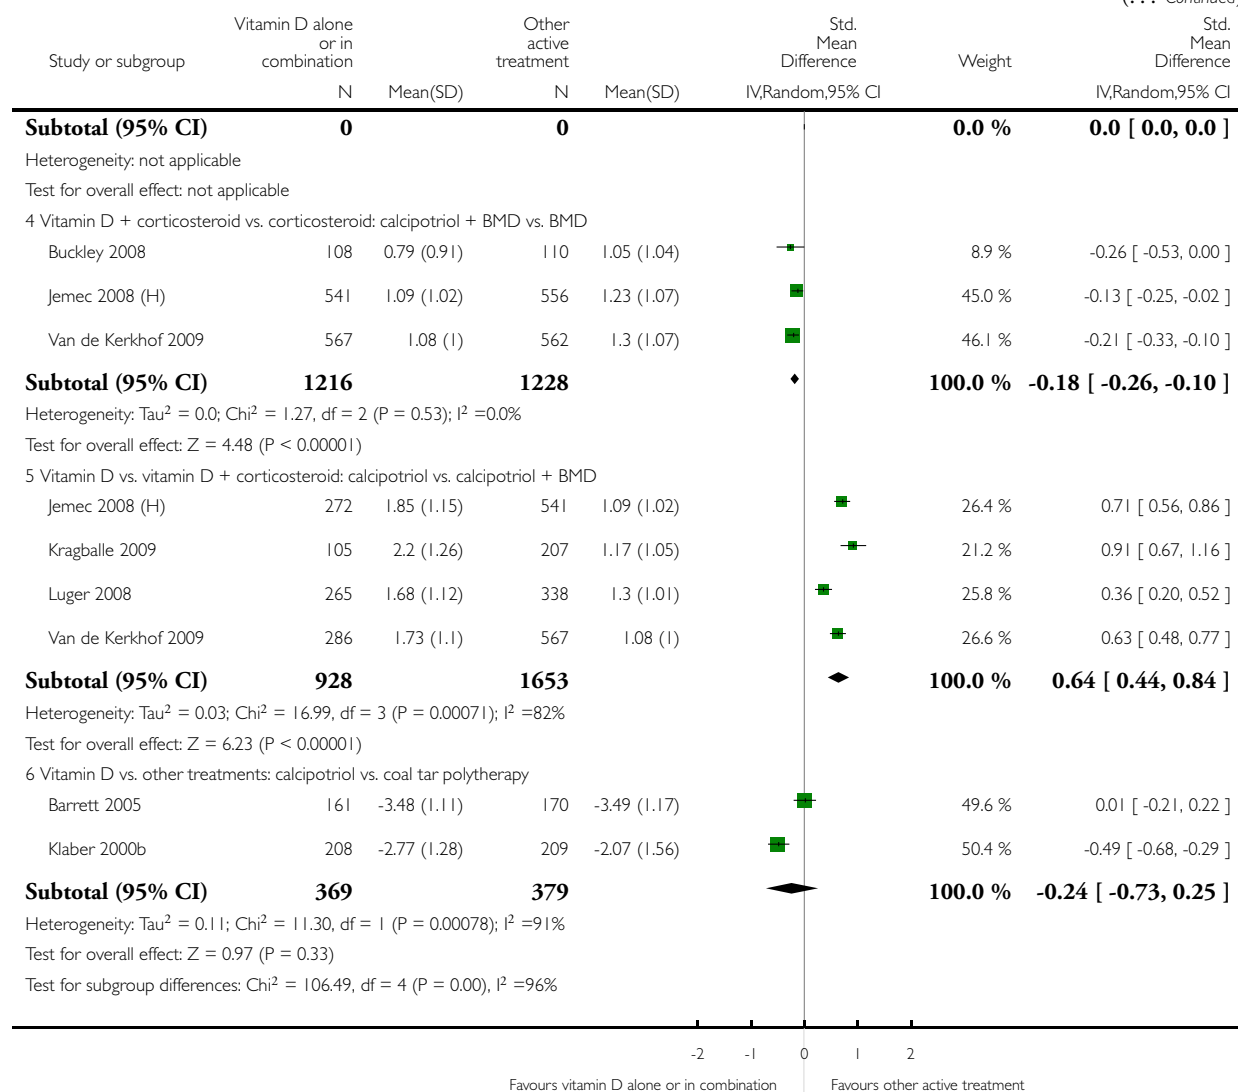 (... Continued)
Vitamin D alone or in combination Other active treatment Std. Mean Difference Std. Mean Difference
Study or subgroup Weight
N Mean(SD) N Mean(SD) IV,Random,95% CI IV,Random,95% CI
Subtotal (95% CI) 0 0 0.0 % 0.0 [ 0.0, 0.0 ]
Heterogeneity: not applicable
Test for overall effect: not applicable
4 Vitamin D + corticosteroid vs. corticosteroid: calcipotriol + BMD vs. BMD
Buckley 2008 108 0.79 (0.91) 110 1.05 (1.04) 8.9 % -0.26 [ -0.53, 0.00 ]
Jemec 2008 (H) 541 1.09 (1.02) 556 1.23 (1.07) 45.0 % -0.13 [ -0.25, -0.02 ]
Van de Kerkhof 2009 567 1.08 (1) 562 1.3 (1.07) 46.1 % -0.21 [ -0.33, -0.10 ]
Subtotal (95% CI) 1216 1228 100.0 % -0.18 [ -0.26, -0.10 ]
Heterogeneity: Tau² = 0.0; Chi² = 1.27, df = 2 (P = 0.53); I² =0.0%
Test for overall effect: Z = 4.48 (P < 0.00001)
5 Vitamin D vs. vitamin D + corticosteroid: calcipotriol vs. calcipotriol + BMD
Jemec 2008 (H) 272 1.85 (1.15) 541 1.09 (1.02) 26.4 % 0.71 [ 0.56, 0.86 ]
Kragballe 2009 105 2.2 (1.26) 207 1.17 (1.05) 21.2 % 0.91 [ 0.67, 1.16 ]
Luger 2008 265 1.68 (1.12) 338 1.3 (1.01) 25.8 % 0.36 [ 0.20, 0.52 ]
Van de Kerkhof 2009 286 1.73 (1.1) 567 1.08 (1) 26.6 % 0.63 [ 0.48, 0.77 ]
Subtotal (95% CI) 928 1653 100.0 % 0.64 [ 0.44, 0.84 ]
Heterogeneity: Tau² = 0.03; Chi² = 16.99, df = 3 (P = 0.00071); I² =82%
Test for overall effect: Z = 6.23 (P < 0.00001)
6 Vitamin D vs. other treatments: calcipotriol vs. coal tar polytherapy
Barrett 2005 161 -3.48 (1.11) 170 -3.49 (1.17) 49.6 % 0.01 [ -0.21, 0.22 ]
Klaber 2000b 208 -2.77 (1.28) 209 -2.07 (1.56) 50.4 % -0.49 [ -0.68, -0.29 ]
Subtotal (95% CI) 369 379 100.0 % -0.24 [ -0.73, 0.25 ]
Heterogeneity: Tau² = 0.11; Chi² = 11.30, df = 1 (P = 0.00078); I² =91%
Test for overall effect: Z = 0.97 (P = 0.33)
Test for subgroup differences: Chi² = 106.49, df = 4 (P = 0.00), I² =96%
-2 -1 0 1 2
Favours vitamin D alone or in combination Favours other active treatment